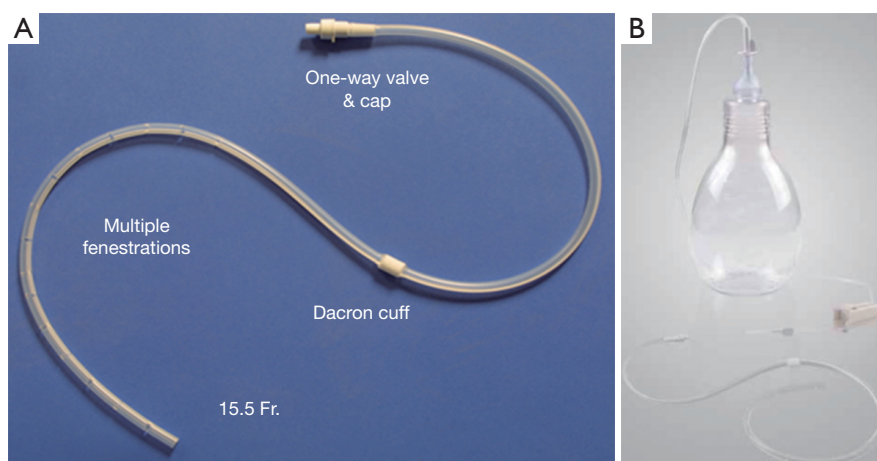 A
B
One-way valve
& cap
Multiple
fenestrations
Dacron cuff
15.5 Fr.